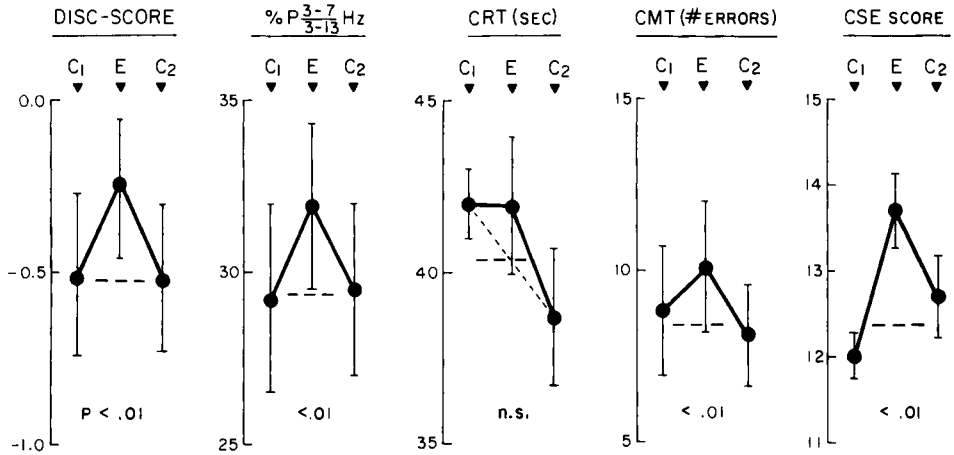 DISC-SCORE
% P 3-7/3-13 Hz
CRT (SEC)
CMT (# ERRORS)
CSE SCORE
C1 E C2
C1 E C2
C1 E C2
C1 E C2
C1 E C2
0.0
-0.5
-1.0
P < .01
35
30
25
<.01
45
40
35
n.s.
15
10
5
<.01
15
14
13
12
11
<.01